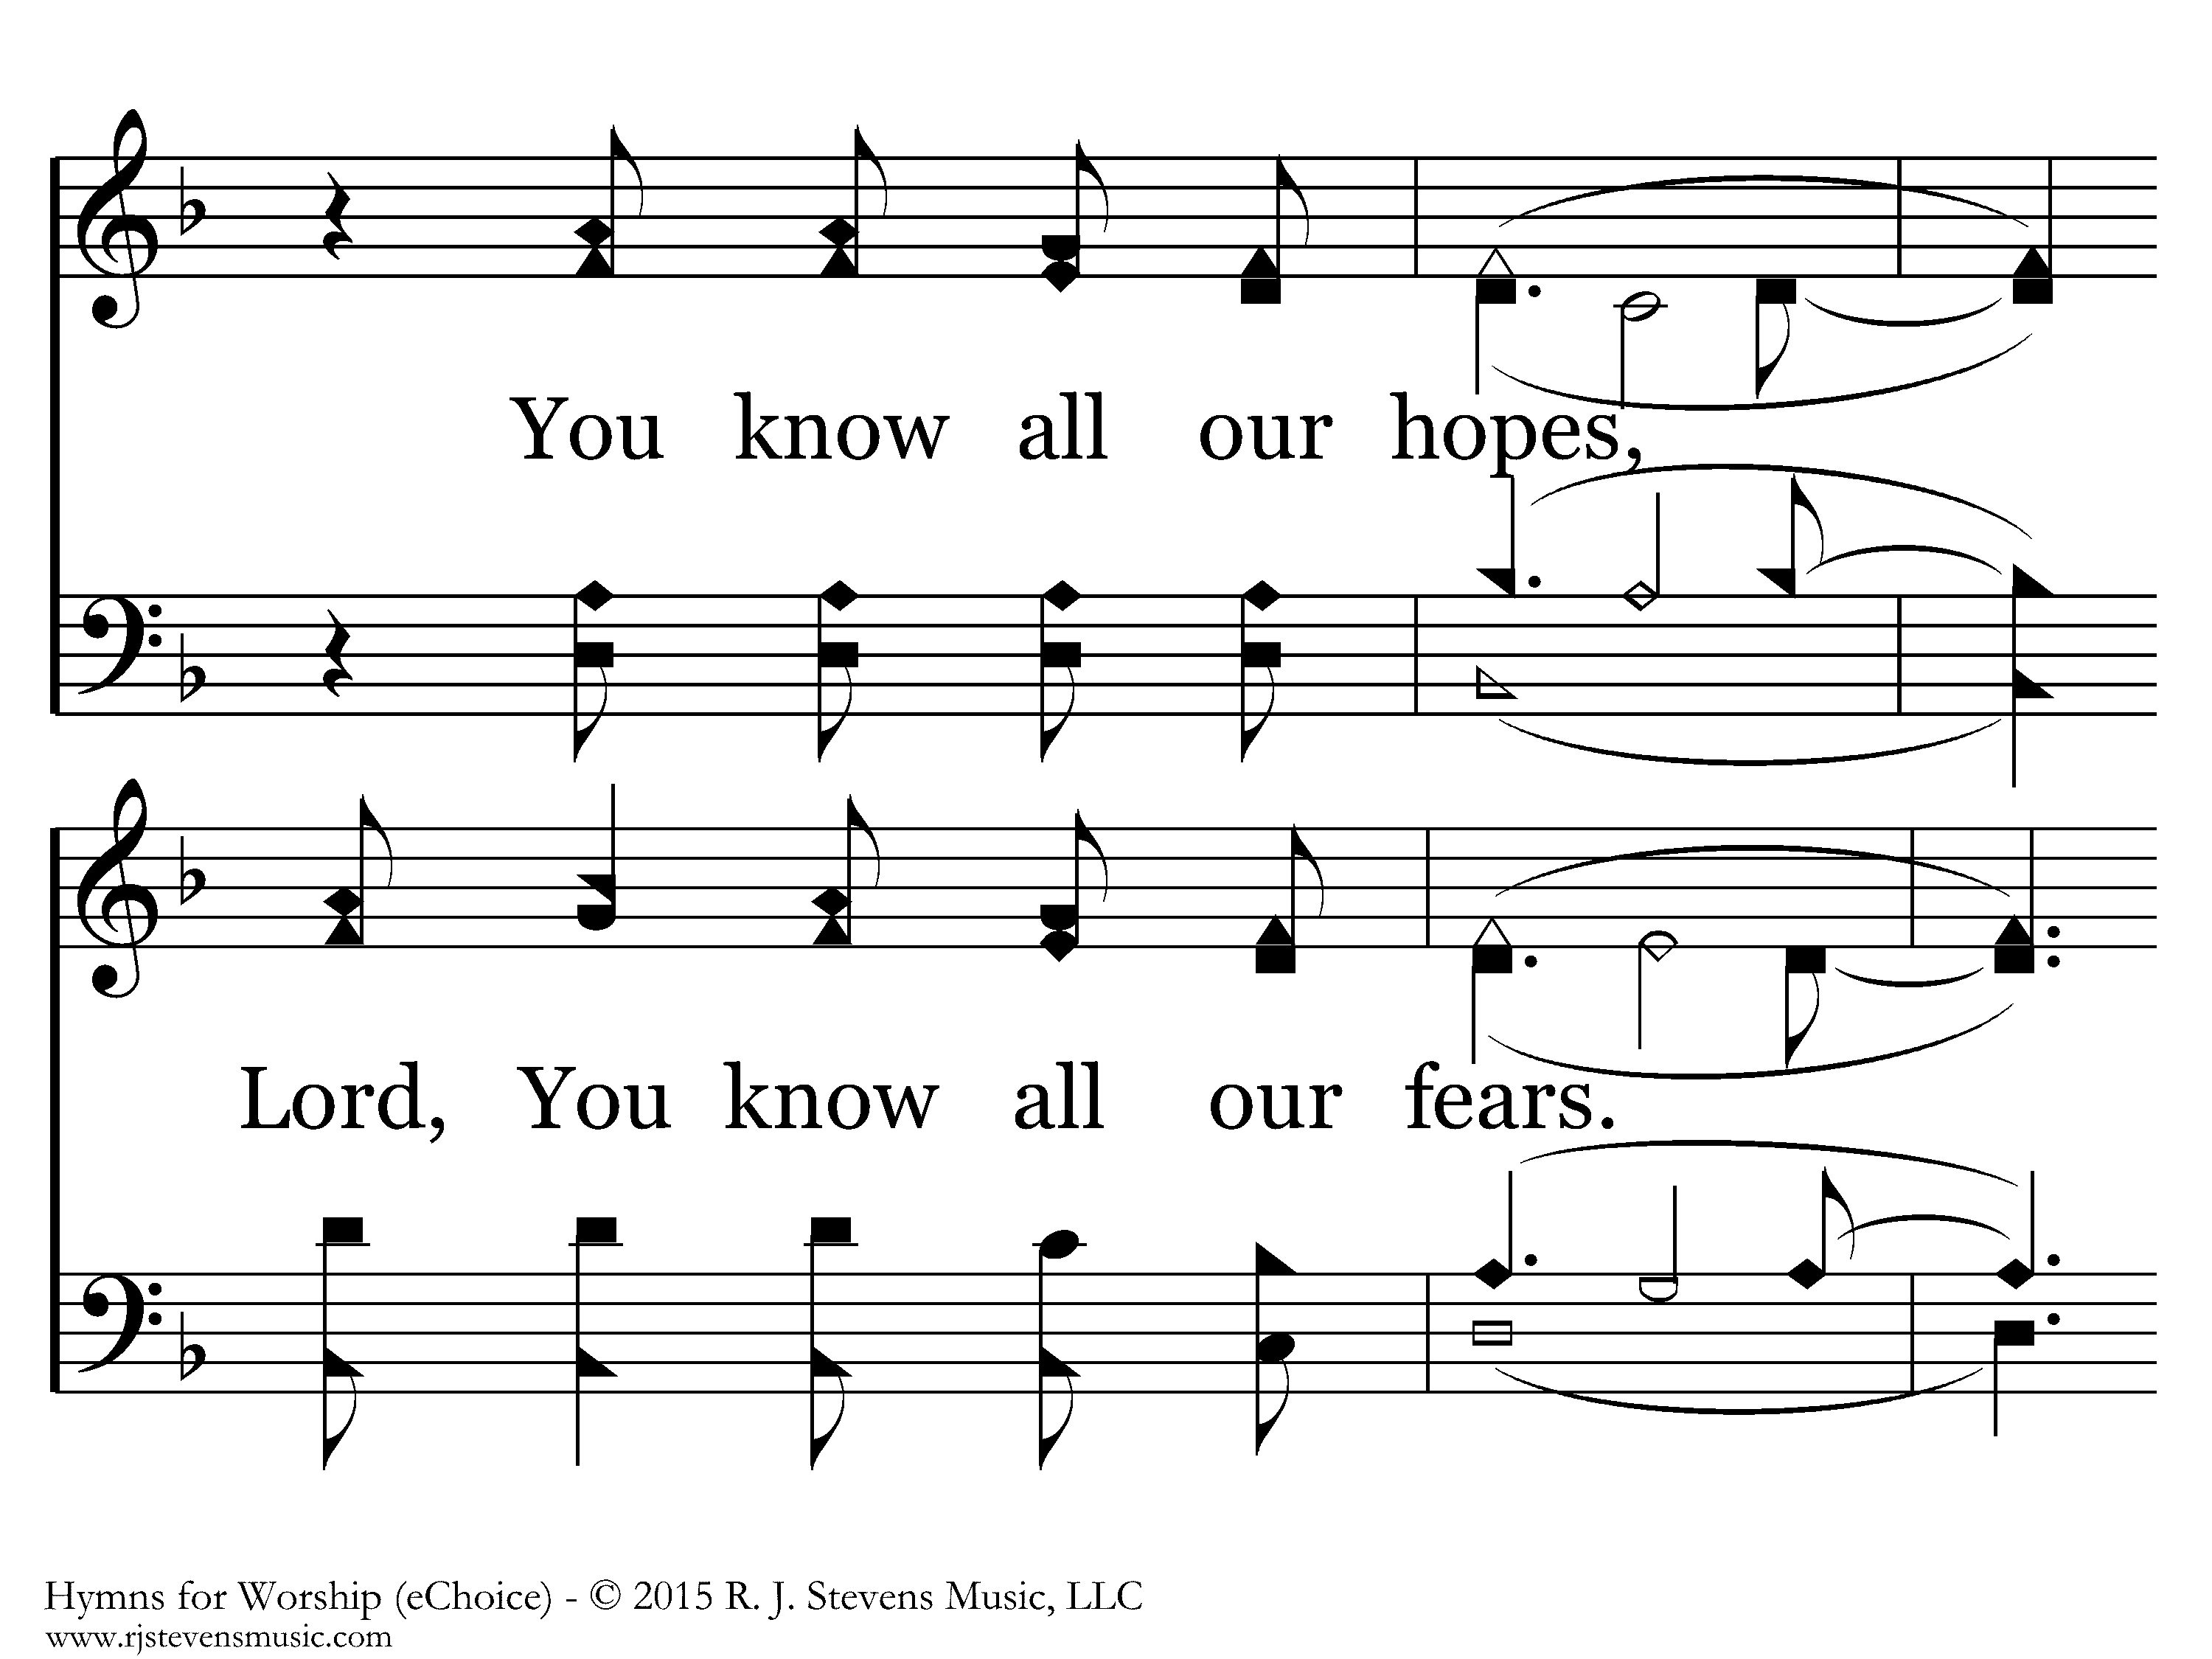 You know all our hopes,
Lord, You know all our fears.
Hymns for Worship (eChoice) - © 2015 R. J. Stevens Music, LLC
www.rjstevensmusic.com